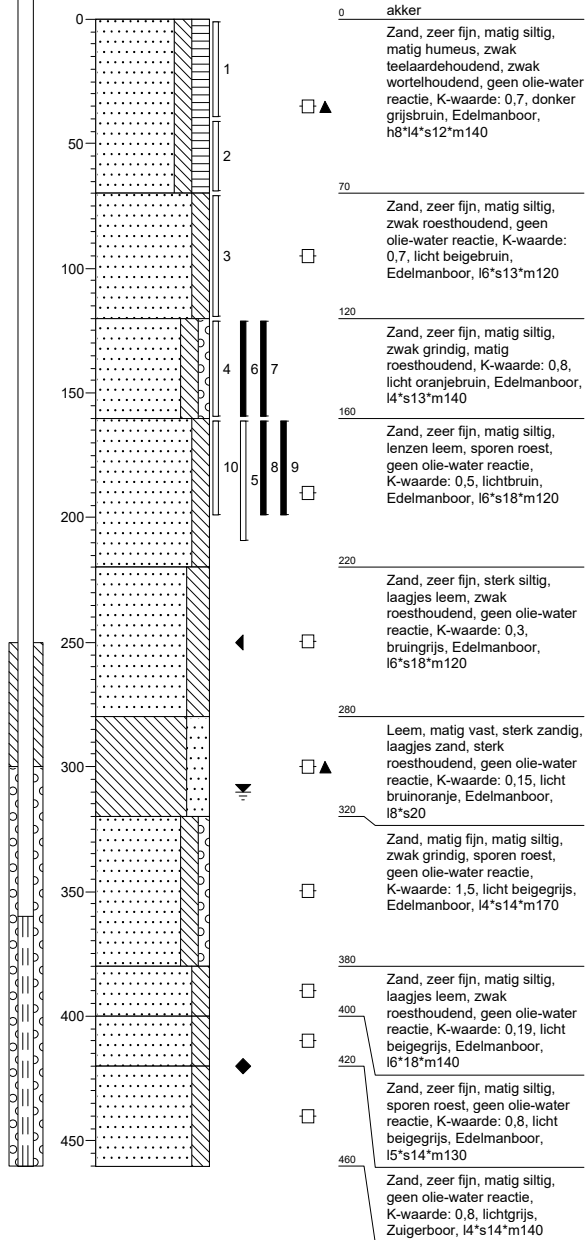 0
50
100
150
200
250
300
350
400
450
1
2
3
4
6
7
10
5
8
9
0
akker
Zand, zeer fijn, matig siltig,
matig humeus, zwak
teelaardehoudend, zwak
wortelhoudend, geen olie-water
reactie, K-waarde: 0,7, donker
grijsbruin, Edelmanboor,
h8*l4*s12*m140
70
Zand, zeer fijn, matig siltig,
zwak roesthoudend, geen
olie-water reactie, K-waarde:
0,7, licht beigebruin,
Edelmanboor, l6*s13*m120
120
Zand, zeer fijn, matig siltig,
zwak grindig, matig
roesthoudend, K-waarde: 0,8,
licht oranjebruin, Edelmanboor,
l4*s13*m140
160
Zand, zeer fijn, matig siltig,
lenzen leem, sporen roest,
geen olie-water reactie,
K-waarde: 0,5, lichtbruin,
Edelmanboor, l6*s18*m120
220
Zand, zeer fijn, sterk siltig,
laagjes leem, zwak
roesthoudend, geen olie-water
reactie, K-waarde: 0,3,
bruingrijs, Edelmanboor,
l6*s18*m120
280
Leem, matig vast, sterk zandig,
laagjes zand, sterk
roesthoudend, geen olie-water
reactie, K-waarde: 0,15, licht
bruinoranje, Edelmanboor,
l8*s20
320
Zand, matig fijn, matig siltig,
zwak grindig, sporen roest,
geen olie-water reactie,
K-waarde: 1,5, licht beigegrijs,
Edelmanboor, l4*s14*m170
380
Zand, zeer fijn, matig siltig,
laagjes leem, zwak
roesthoudend, geen olie-water
reactie, K-waarde: 0,19, licht
beigegrijs, Edelmanboor,
l6*18*m140
400
Zand, zeer fijn, matig siltig,
sporen roest, geen olie-water
reactie, K-waarde: 0,8, licht
beigegrijs, Edelmanboor,
l5*s14*m130
420
Zand, zeer fijn, matig siltig,
geen olie-water reactie,
K-waarde: 0,8, lichtgrijs,
Zuigerboor, l4*s14*m140
460